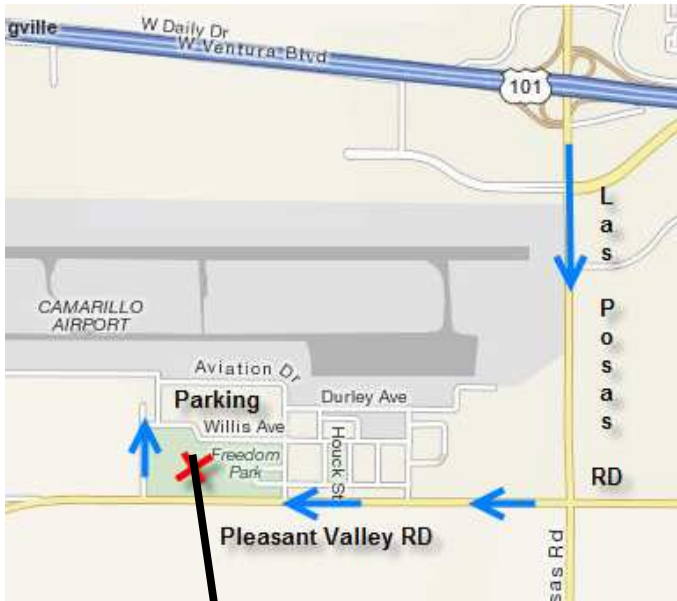 gville
W Daily Dr
W Ventura Blvd
101
Las Posas
RD
CAMARILLO
AIRPORT
Aviation Dr
Parking
Durley Ave
Willis Ave
Houck St
Freedom
Park
Pleasant Valley RD
sas Rd